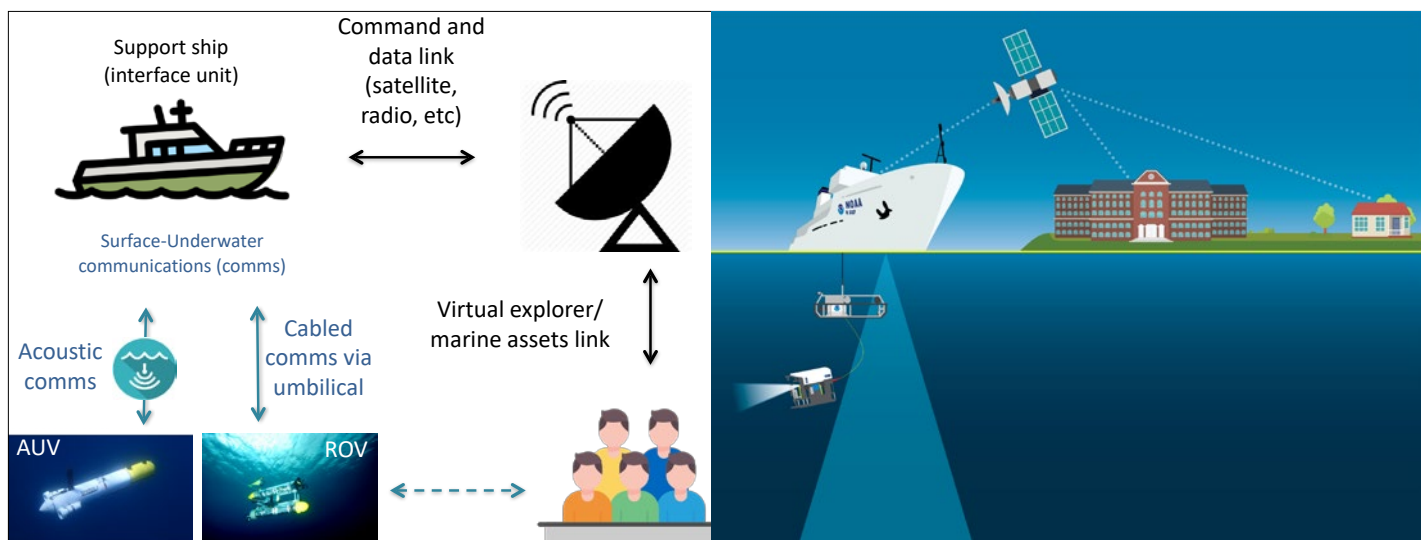 Support ship
(interface unit)
Command and
data link
(satellite,
radio, etc)
Surface-Underwater
communications (comms)
Acoustic
comms
Cabled
comms via
umbilical
Virtual explorer/
marine assets link
AUV
ROV
NOAA